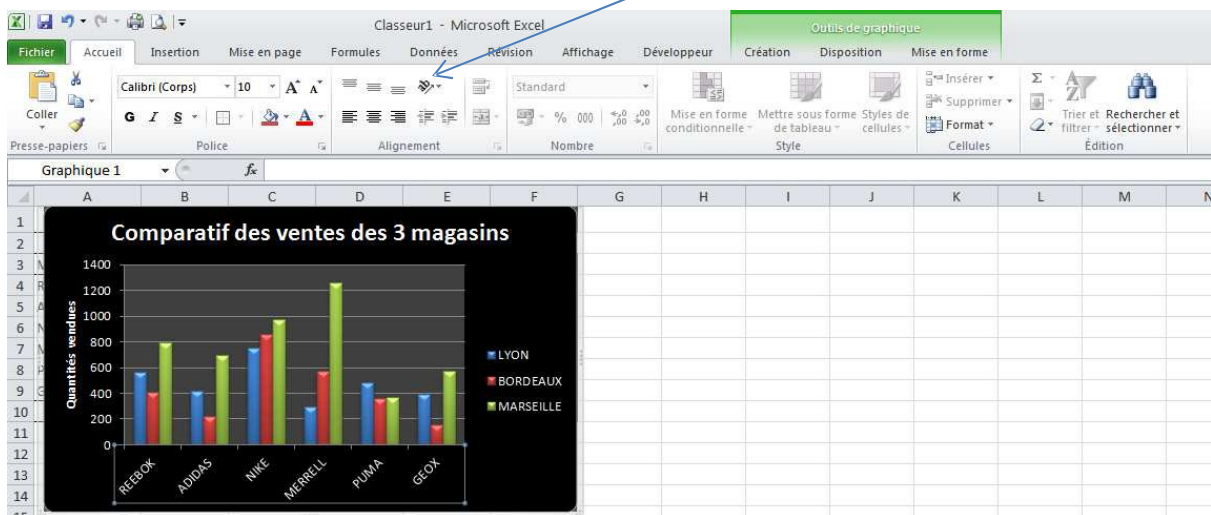 Classeur1 - Microsoft Excel
Outils de graphique
Fichier Accueil Insertion Mise en page Formules Données Révision Affichage Développeur Création Disposition Mise en forme
Calibri (Corps) 10 A A Standard Insérer Σ
Coller G I S A % 000 Mise en forme conditionnelle Mettre sous forme de tableau Styles de cellules Supprimer Format Trier et filtrer Rechercher et sélectionner
Presse-papiers Police Alignement Nombre Style Cellules Édition
Graphique 1 fx
A B C D E F G H I J K L M N
1
2 Comparatif des ventes des 3 magasins
3
4
5
6
7
8
9
10
11
12
13
14
15
Quantités vendues
1400
1200
1000
800
600
400
200
0
REEBOK ADIDAS NIKE MERRELL PUMA GEOX
LYON
BORDEAUX
MARSEILLE